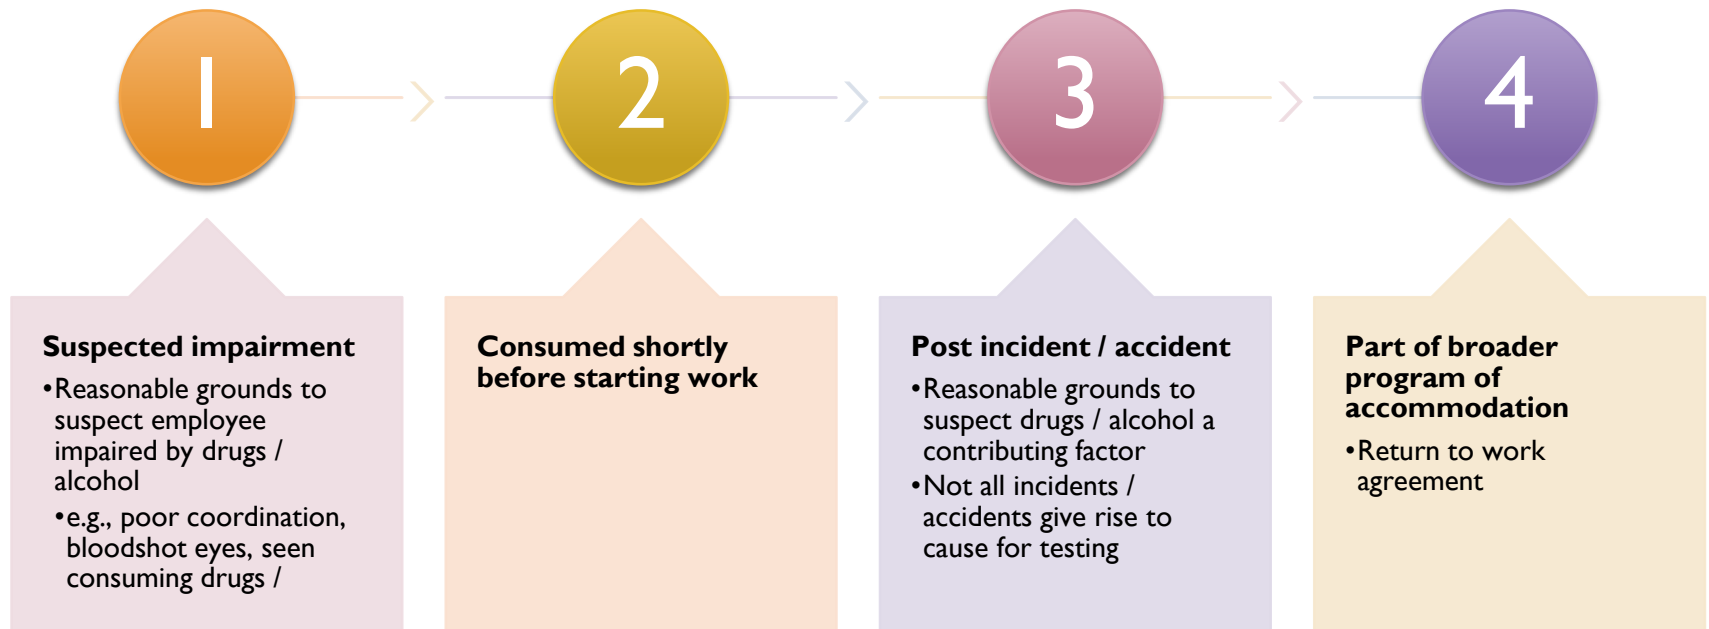 1
2
3
4
Suspected impairment
•Reasonable grounds to
suspect employee
impaired by drugs /
alcohol
•e.g., poor coordination,
bloodshot eyes, seen
consuming drugs /
Consumed shortly
before starting work
Post incident / accident
•Reasonable grounds to
suspect drugs / alcohol a
contributing factor
•Not all incidents /
accidents give rise to
cause for testing
Part of broader
program of
accommodation
•Return to work
agreement